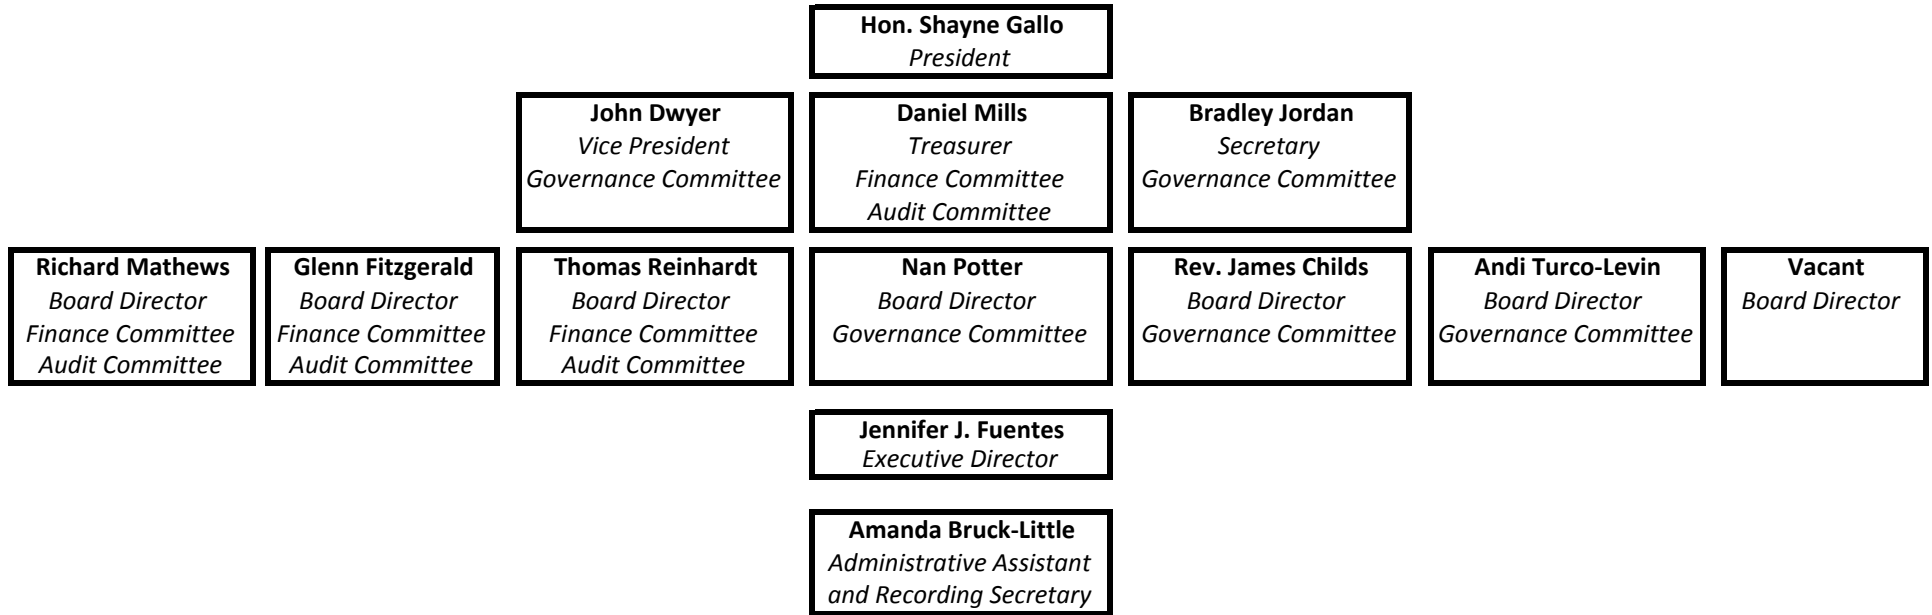 Hon. Shayne Gallo
President
John Dwyer
Vice President
Governance Committee
Daniel Mills
Treasurer
Finance Committee
Audit Committee
Bradley Jordan
Secretary
Governance Committee
Richard Mathews
Board Director
Finance Committee
Audit Committee
Glenn Fitzgerald
Board Director
Finance Committee
Audit Committee
Thomas Reinhardt
Board Director
Finance Committee
Audit Committee
Nan Potter
Board Director
Governance Committee
Rev. James Childs
Board Director
Governance Committee
Andi Turco-Levin
Board Director
Governance Committee
Vacant
Board Director
Jennifer J. Fuentes
Executive Director
Amanda Bruck-Little
Administrative Assistant
and Recording Secretary